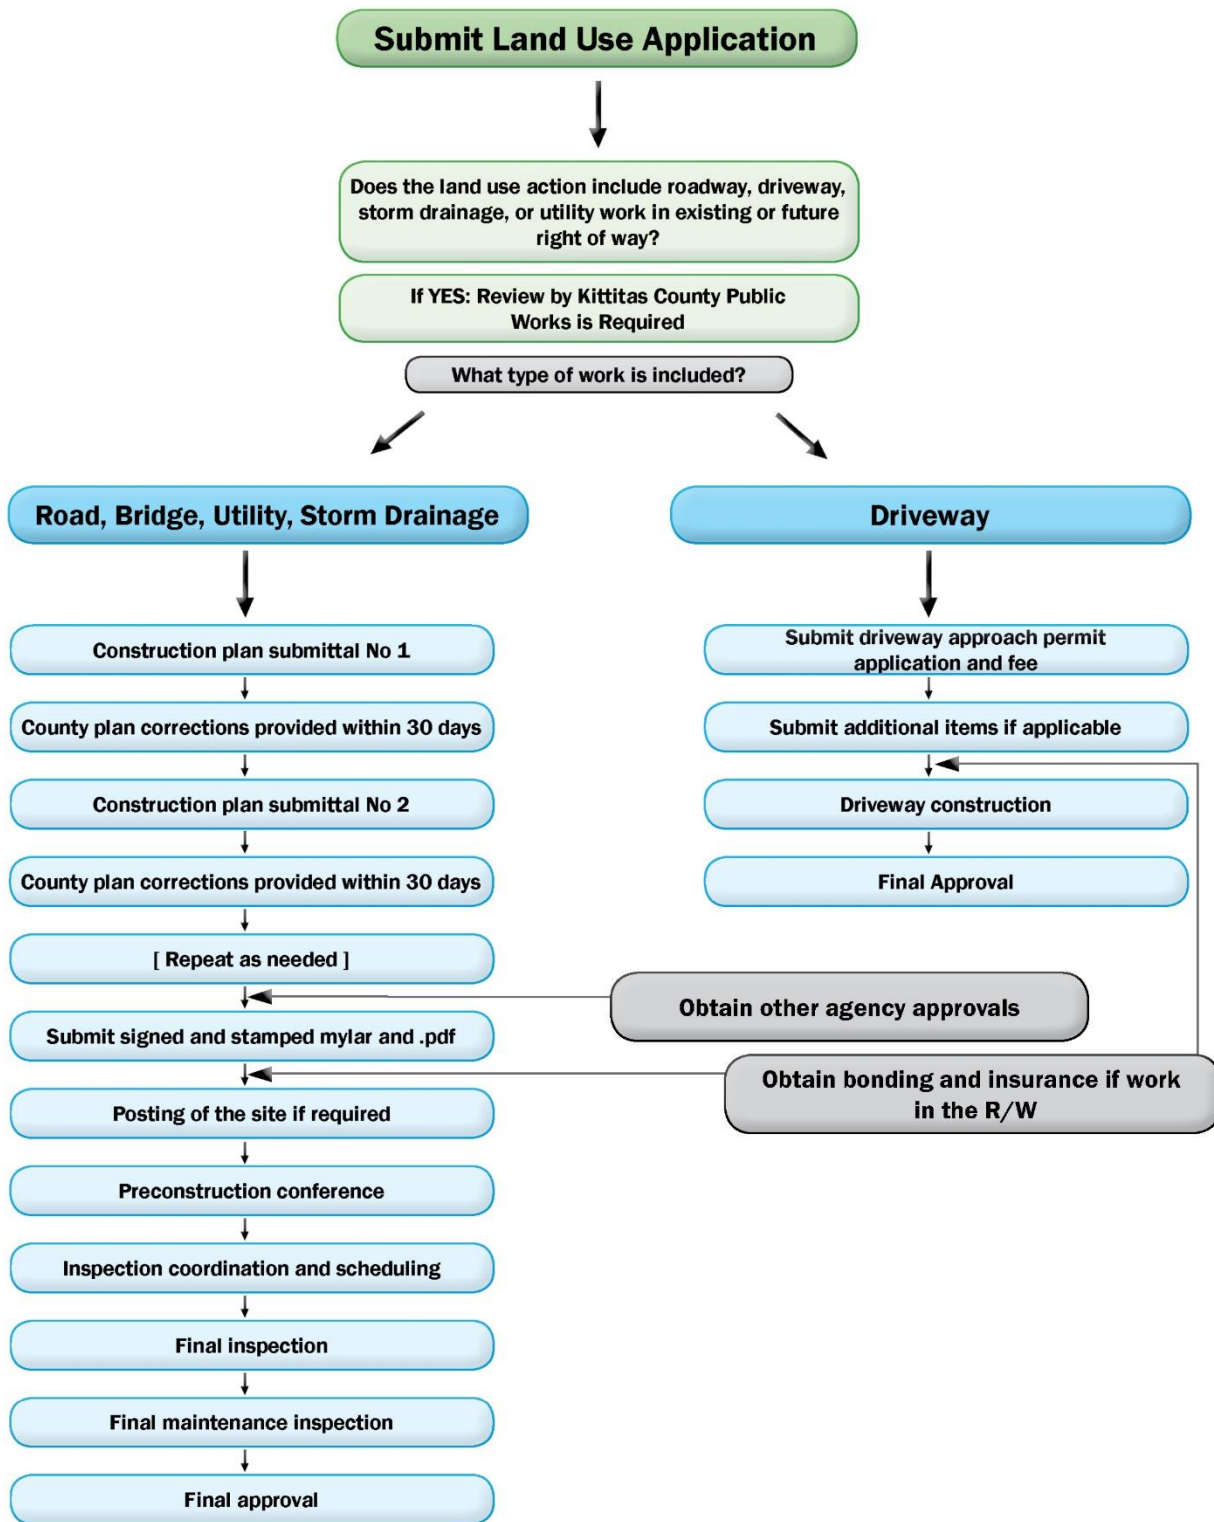 Submit Land Use Application
Does the land use action include roadway, driveway,
storm drainage, or utility work in existing or future
right of way?
If YES: Review by Kittitas County Public
Works is Required
What type of work is included?
Road, Bridge, Utility, Storm Drainage
Construction plan submittal No 1
County plan corrections provided within 30 days
Construction plan submittal No 2
County plan corrections provided within 30 days
[ Repeat as needed ]
Submit signed and stamped mylar and .pdf
Posting of the site if required
Preconstruction conference
Inspection coordination and scheduling
Final inspection
Final maintenance inspection
Final approval
Driveway
Submit driveway approach permit
application and fee
Submit additional items if applicable
Driveway construction
Final Approval
Obtain other agency approvals
Obtain bonding and insurance if work
in the R/W